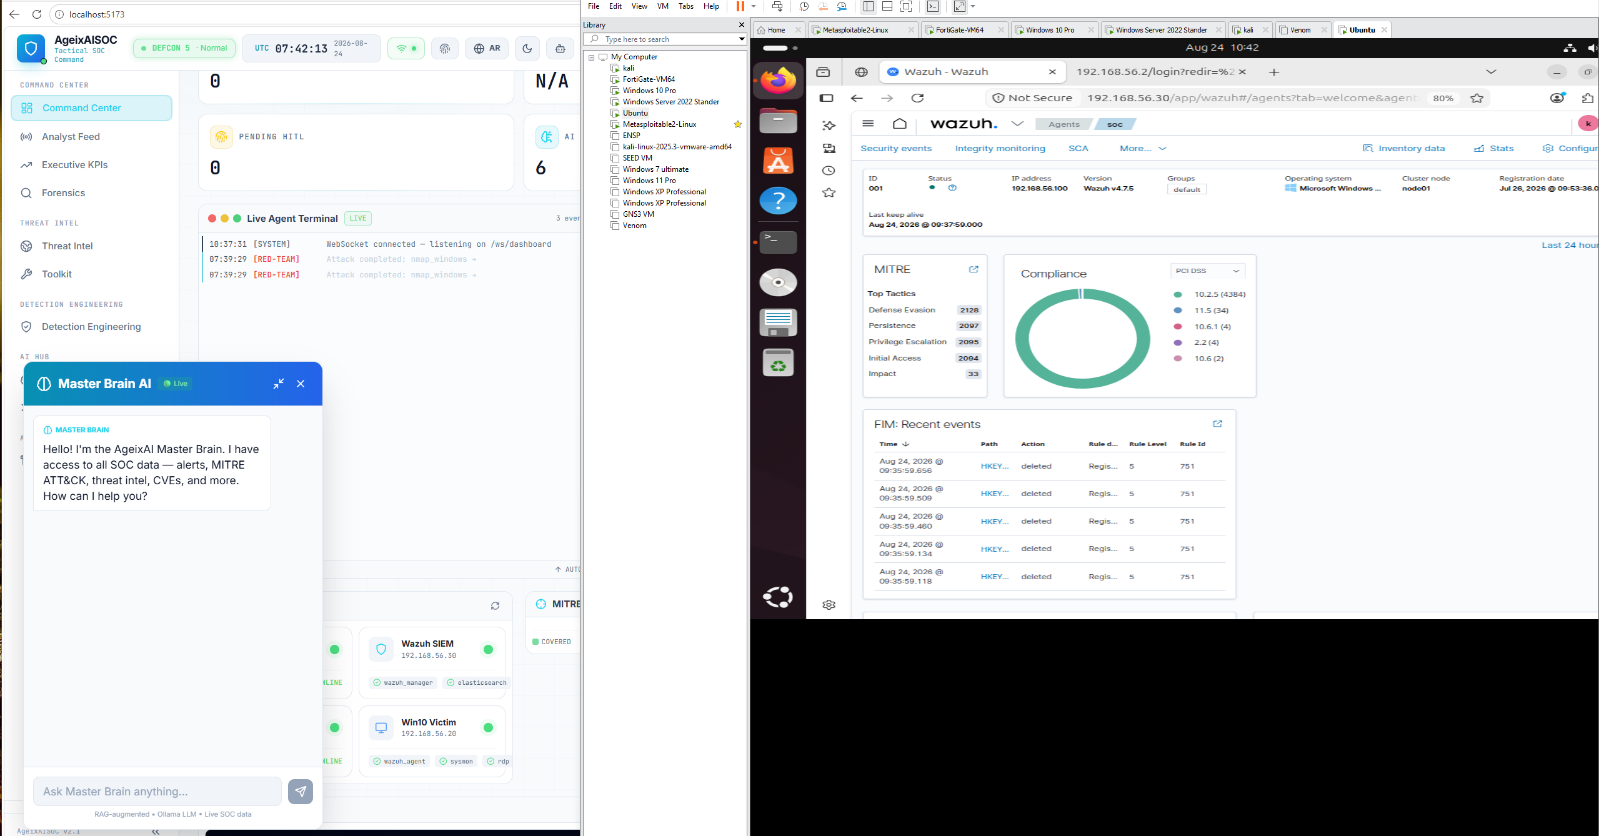 localhost:5173
AgeixAISOC
Tactical SOC
Command
DEFCON 5 · Normal
UTC 07:42:13 2026-08-24
AR
COMMAND CENTER
Command Center
Analyst Feed
Executive KPIs
Forensics
THREAT INTEL
Threat Intel
Toolkit
DETECTION ENGINEERING
Detection Engineering
AI HUB
0
N/A
PENDING HITL
0
AI
6
Live Agent Terminal LIVE
3 even
10:37:31 [SYSTEM] WebSocket connected — listening on /ws/dashboard
07:39:29 [RED-TEAM] Attack completed: nmap_windows →
07:39:29 [RED-TEAM] Attack completed: nmap_windows →
↑ AUTO
Master Brain AI Live
MASTER BRAIN
Hello! I'm the AgeixAI Master Brain. I have
access to all SOC data — alerts, MITRE
ATT&CK, threat intel, CVEs, and more.
How can I help you?
Ask Master Brain anything...
RAG-augmented • Ollama LLM • Live SOC data
AgeixAISOC v2.1
MITRE
COVERED
Wazuh SIEM
192.168.56.30
NLINE
wazuh_manager
elasticsearch
Win10 Victim
192.168.56.20
NLINE
wazuh_agent
sysmon
rdp
File Edit View VM Tabs Help
Library
Type here to search
My Computer
kali
FortiGate-VM64
Windows 10 Pro
Windows Server 2022 Stander
Ubuntu
Metasploitable2-Linux
ENSP
kali-linux-2025.3-vmware-amd64
SEED VM
Windows 7 ultimate
Windows 11 Pro
Windows XP Professional
Windows XP Professional
GNS3 VM
Venom
Home
Metasploitable2-Linux
FortiGate-VM64
Windows 10 Pro
Windows Server 2022 Stander
kali
Venom
Ubuntu
Aug 24 10:42
Wazuh - Wazuh
192.168.56.2/login?redir=%2
Not Secure
192.168.56.30/app/wazuh#/agents?tab=welcome&agent
80%
wazuh.
Agents
soc
k
Security events
Integrity monitoring
SCA
More...
Inventory data
Stats
Configur
ID
001
Status
IP address
192.168.56.100
Version
Wazuh v4.7.5
Groups
default
Operating system
Microsoft Windows ...
Cluster node
node01
Registration date
Jul 26, 2026 @ 09:53:36.0
Last keep alive
Aug 24, 2026 @ 09:37:59.000
Last 24 hour
MITRE
Top Tactics
Defense Evasion 2128
Persistence 2097
Privilege Escalation 2095
Initial Access 2094
Impact 33
Compliance
PCI DSS
10.2.5 (4384)
11.5 (34)
10.6.1 (4)
2.2 (4)
10.6 (2)
FIM: Recent events
Time Path Action Rule d... Rule Level Rule Id
Aug 24, 2026 @
09:35:59.656 HKEY... deleted Regis... 5 751
Aug 24, 2026 @
09:35:59.509 HKEY... deleted Regis... 5 751
Aug 24, 2026 @
09:35:59.460 HKEY... deleted Regis... 5 751
Aug 24, 2026 @
09:35:59.134 HKEY... deleted Regis... 5 751
Aug 24, 2026 @
09:35:59.118 HKEY... deleted Regis... 5 751